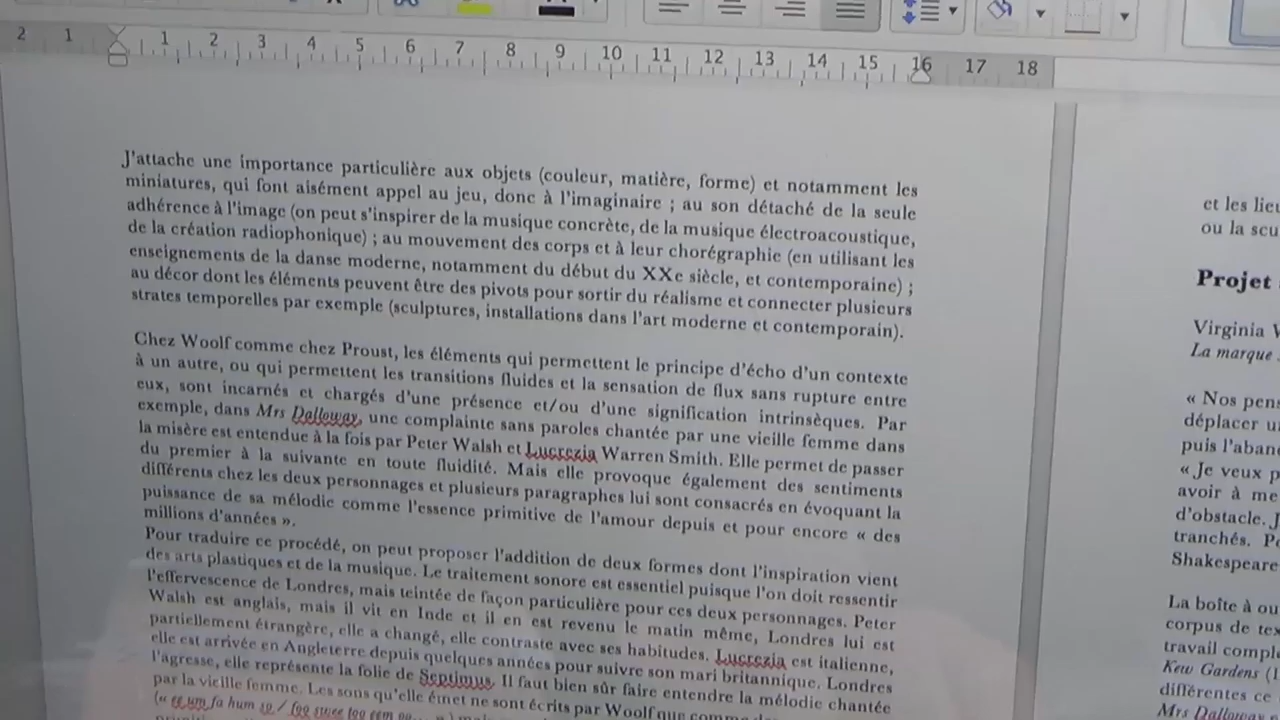 2 1 1 2 3 4 5 6 7 8 9 10 11 12 13 14 15 16 17 18
J'attache une importance particulière aux objets (couleur, matière, forme) et notamment les
miniatures, qui font aisément appel au jeu, donc à l'imaginaire ; au son détaché de la seule
adhérence à l'image (on peut s'inspirer de la musique concrète, de la musique électroacoustique,
de la création radiophonique) ; au mouvement des corps et à leur chorégraphie (en utilisant les
enseignements de la danse moderne, notamment du début du XXe siècle, et contemporaine) ;
au décor dont les éléments peuvent être des pivots pour sortir du réalisme et connecter plusieurs
strates temporelles par exemple (sculptures, installations dans l'art moderne et contemporain).
Chez Woolf comme chez Proust, les éléments qui permettent le principe d'écho d'un contexte
à un autre, ou qui permettent les transitions fluides et la sensation de flux sans rupture entre
eux, sont incarnés et chargés d'une présence et/ou d'une signification intrinsèques. Par
exemple, dans Mrs Dalloway, une complainte sans paroles chantée par une vieille femme dans
la misère est entendue à la fois par Peter Walsh et Lucrezia Warren Smith. Elle permet de passer
du premier à la suivante en toute fluidité. Mais elle provoque également des sentiments
différents chez les deux personnages et plusieurs paragraphes lui sont consacrés en évoquant la
puissance de sa mélodie comme l'essence primitive de l'amour depuis et pour encore « des
millions d'années ».
Pour traduire ce procédé, on peut proposer l'addition de deux formes dont l'inspiration vient
des arts plastiques et de la musique. Le traitement sonore est essentiel puisque l'on doit ressentir
l'effervescence de Londres, mais teintée de façon particulière pour ces deux personnages. Peter
Walsh est anglais, mais il vit en Inde et il en est revenu le matin même, Londres lui est
partiellement étrangère, elle a changé, elle contraste avec ses habitudes. Lucrezia est italienne,
elle est arrivée en Angleterre depuis quelques années pour suivre son mari britannique. Londres
l'agresse, elle représente la folie de Septimus. Il faut bien sûr faire entendre la mélodie chantée
par la vieille femme. Les sons qu'elle émet ne sont écrits par Woolf que comme
(« ee um fa hum so / foo swee too eem oo
et les lieu
ou la scu
Projet
Virginia W
La marque
« Nos pens
déplacer u
puis l'aban
« Je veux p
avoir à me
d'obstacle. J
tranchés. Po
Shakespeare
La boîte à ou
corpus de tex
travail compl
Kew Gardens (1
différentes ce
Mrs Dalloway